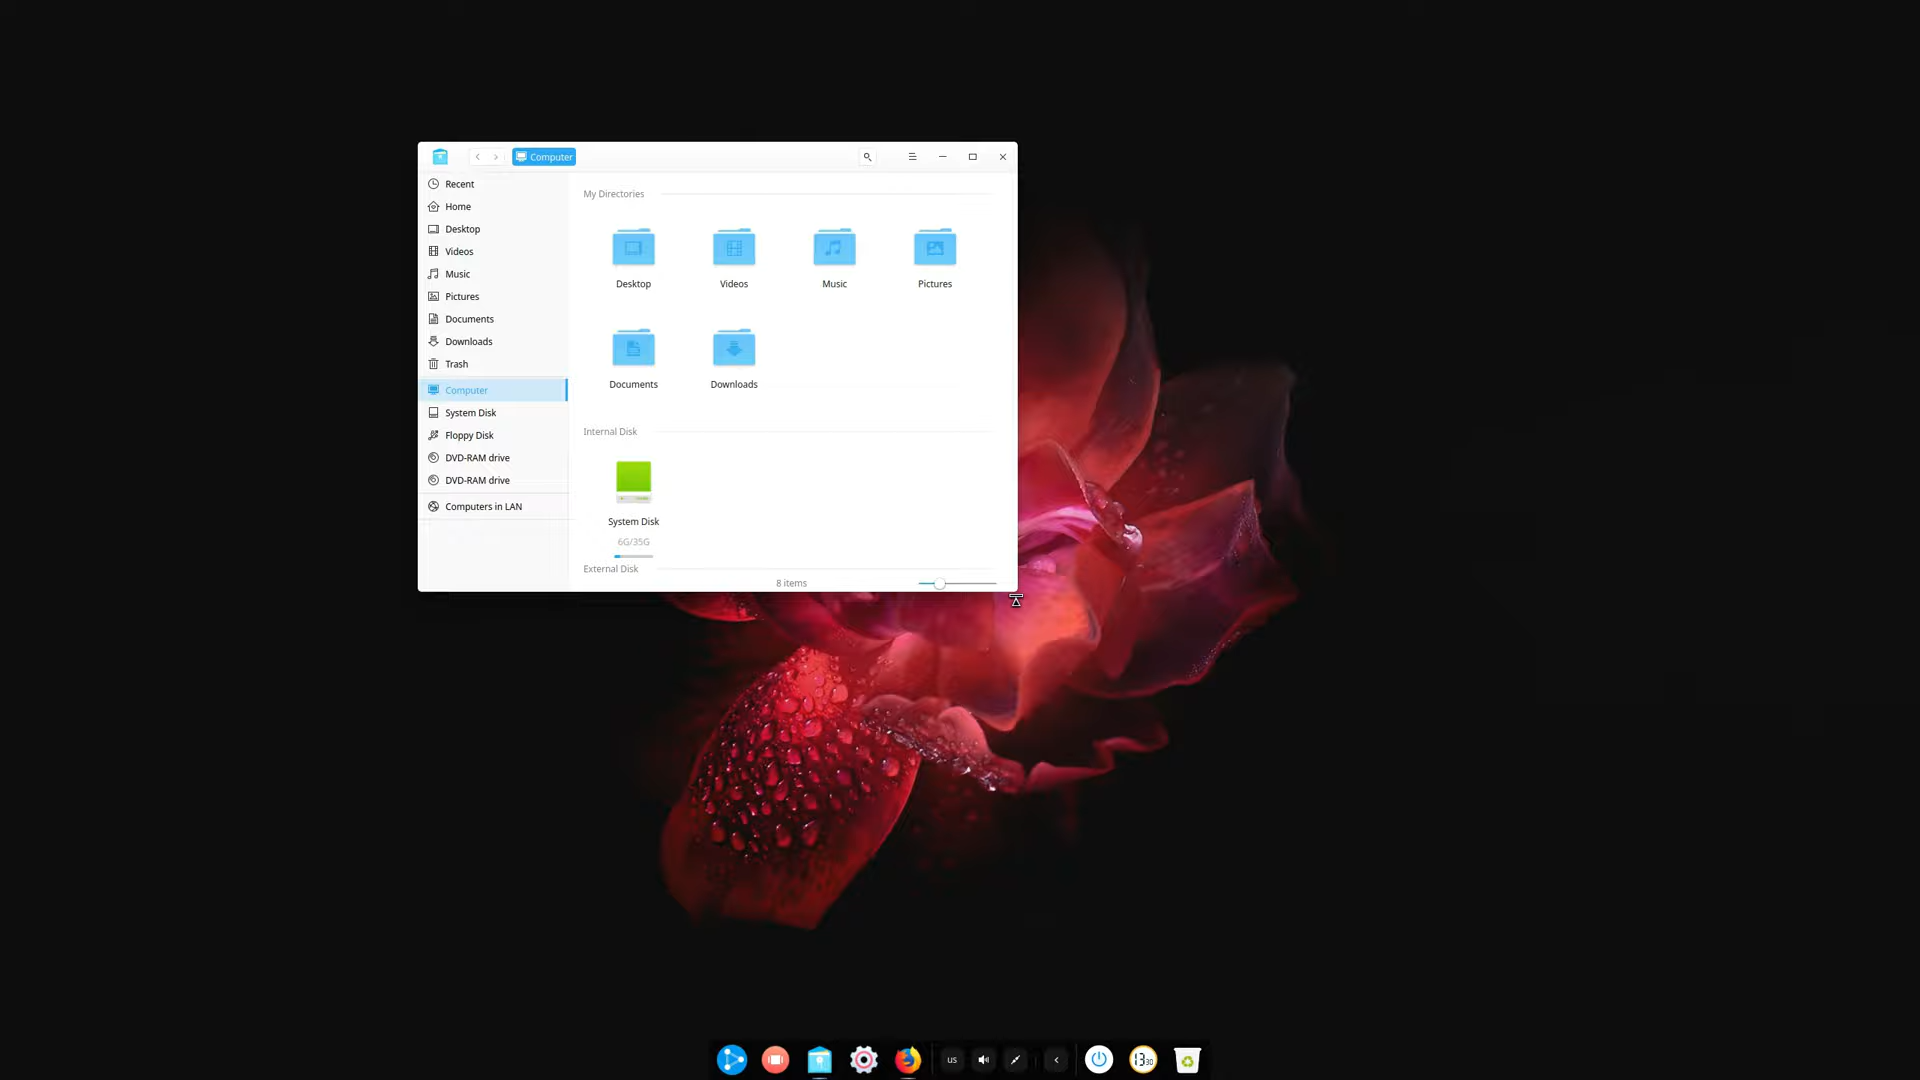 Computer
Recent
Home
Desktop
Videos
Music
Pictures
Documents
Downloads
Trash
Computer
System Disk
Floppy Disk
DVD-RAM drive
DVD-RAM drive
Computers in LAN
My Directories
Desktop Videos Music Pictures
Documents Downloads
Internal Disk
System Disk
6G/35G
External Disk
8 items
us
13 30